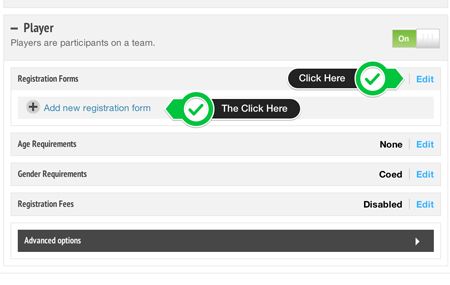 Player
Players are participants on a team.
On
Registration Forms Click Here Edit
Add new registration form The Click Here
Age Requirements None Edit
Gender Requirements Coed Edit
Registration Fees Disabled Edit
Advanced options